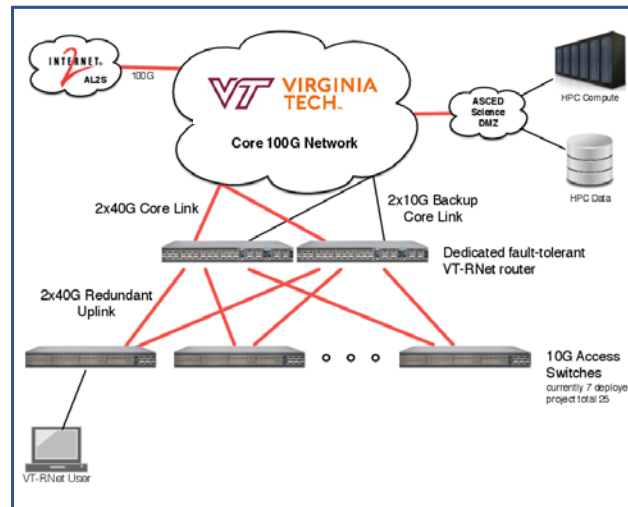 INTERNET
2
AL2S
100G
VT VIRGINIA
TECH™
Core 100G Network
ASCED
Science
DMZ
HPC Compute
HPC Data
2x40G Core Link
2x10G Backup
Core Link
Dedicated fault-tolerant
VT-RNet router
2x40G Redundant
Uplink
10G Access
Switches
currently 7 deploye
project total 25
VT-RNet User